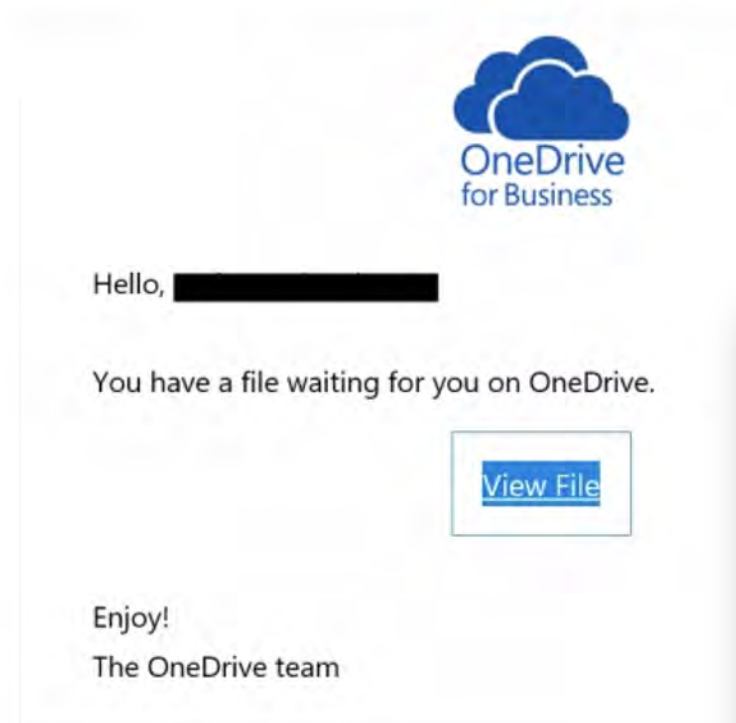 OneDrive
for Business
Hello,
You have a file waiting for you on OneDrive.
View File
Enjoy!
The OneDrive team